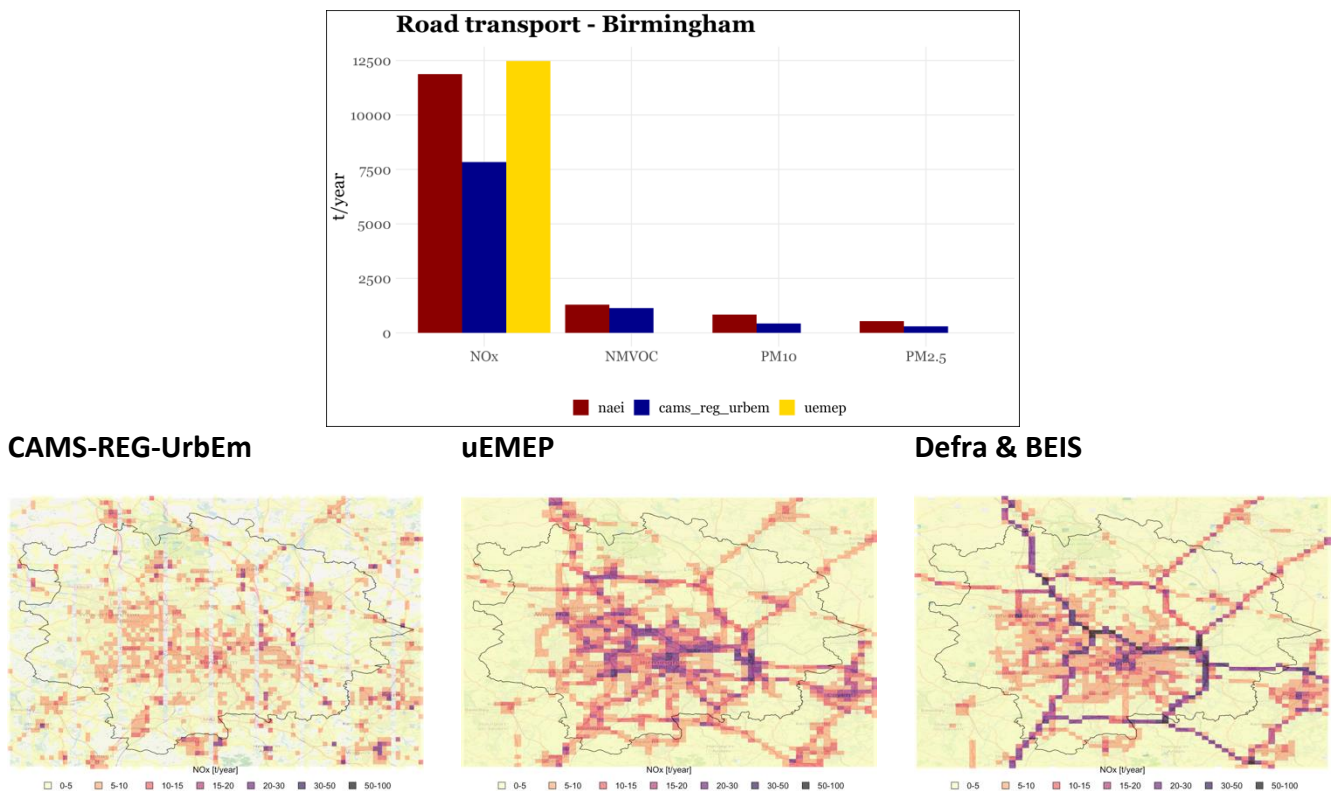 Road transport - Birmingham
12500
10000
7500
5000
2500
0
t/year
NOx NMVOC PM10 PM2.5
naei cams_reg_urbem uemep
CAMS-REG-UrbEm uEMEP Defra & BEIS
NOx [t/year] NOx [t/year] NOx [t/year]
0-5 5-10 10-15 15-20 20-30 30-50 50-100 0-5 5-10 10-15 15-20 20-30 30-50 50-100 0-5 5-10 10-15 15-20 20-30 30-50 50-100